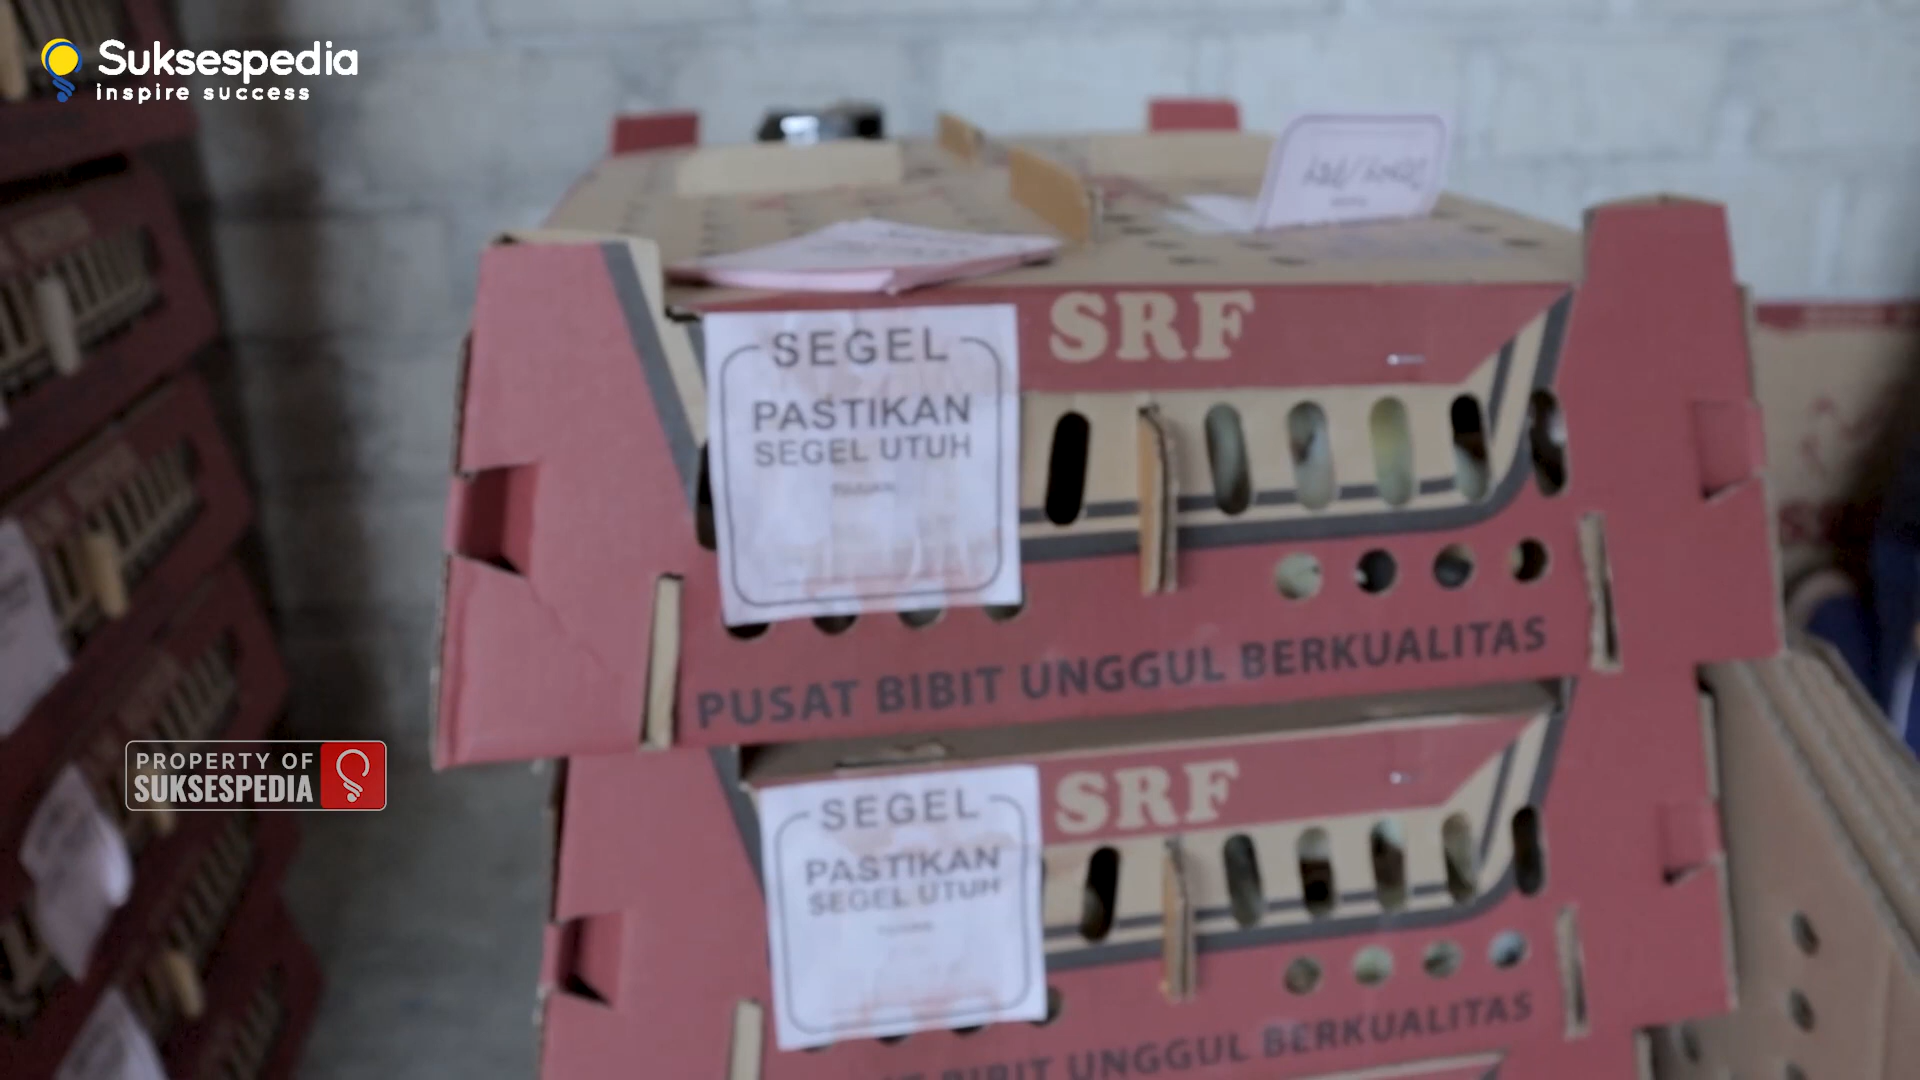 Suksespedia
inspire success
SRF
SEGEL
PASTIKAN
SEGEL UTUH
PUSAT BIBIT UNGGUL BERKUALITAS
PROPERTY OF
SUKSESPEDIA
SRF
SEGEL
PASTIKAN
SEGEL UTUH
BIBIT UNGGUL BERKUALITAS